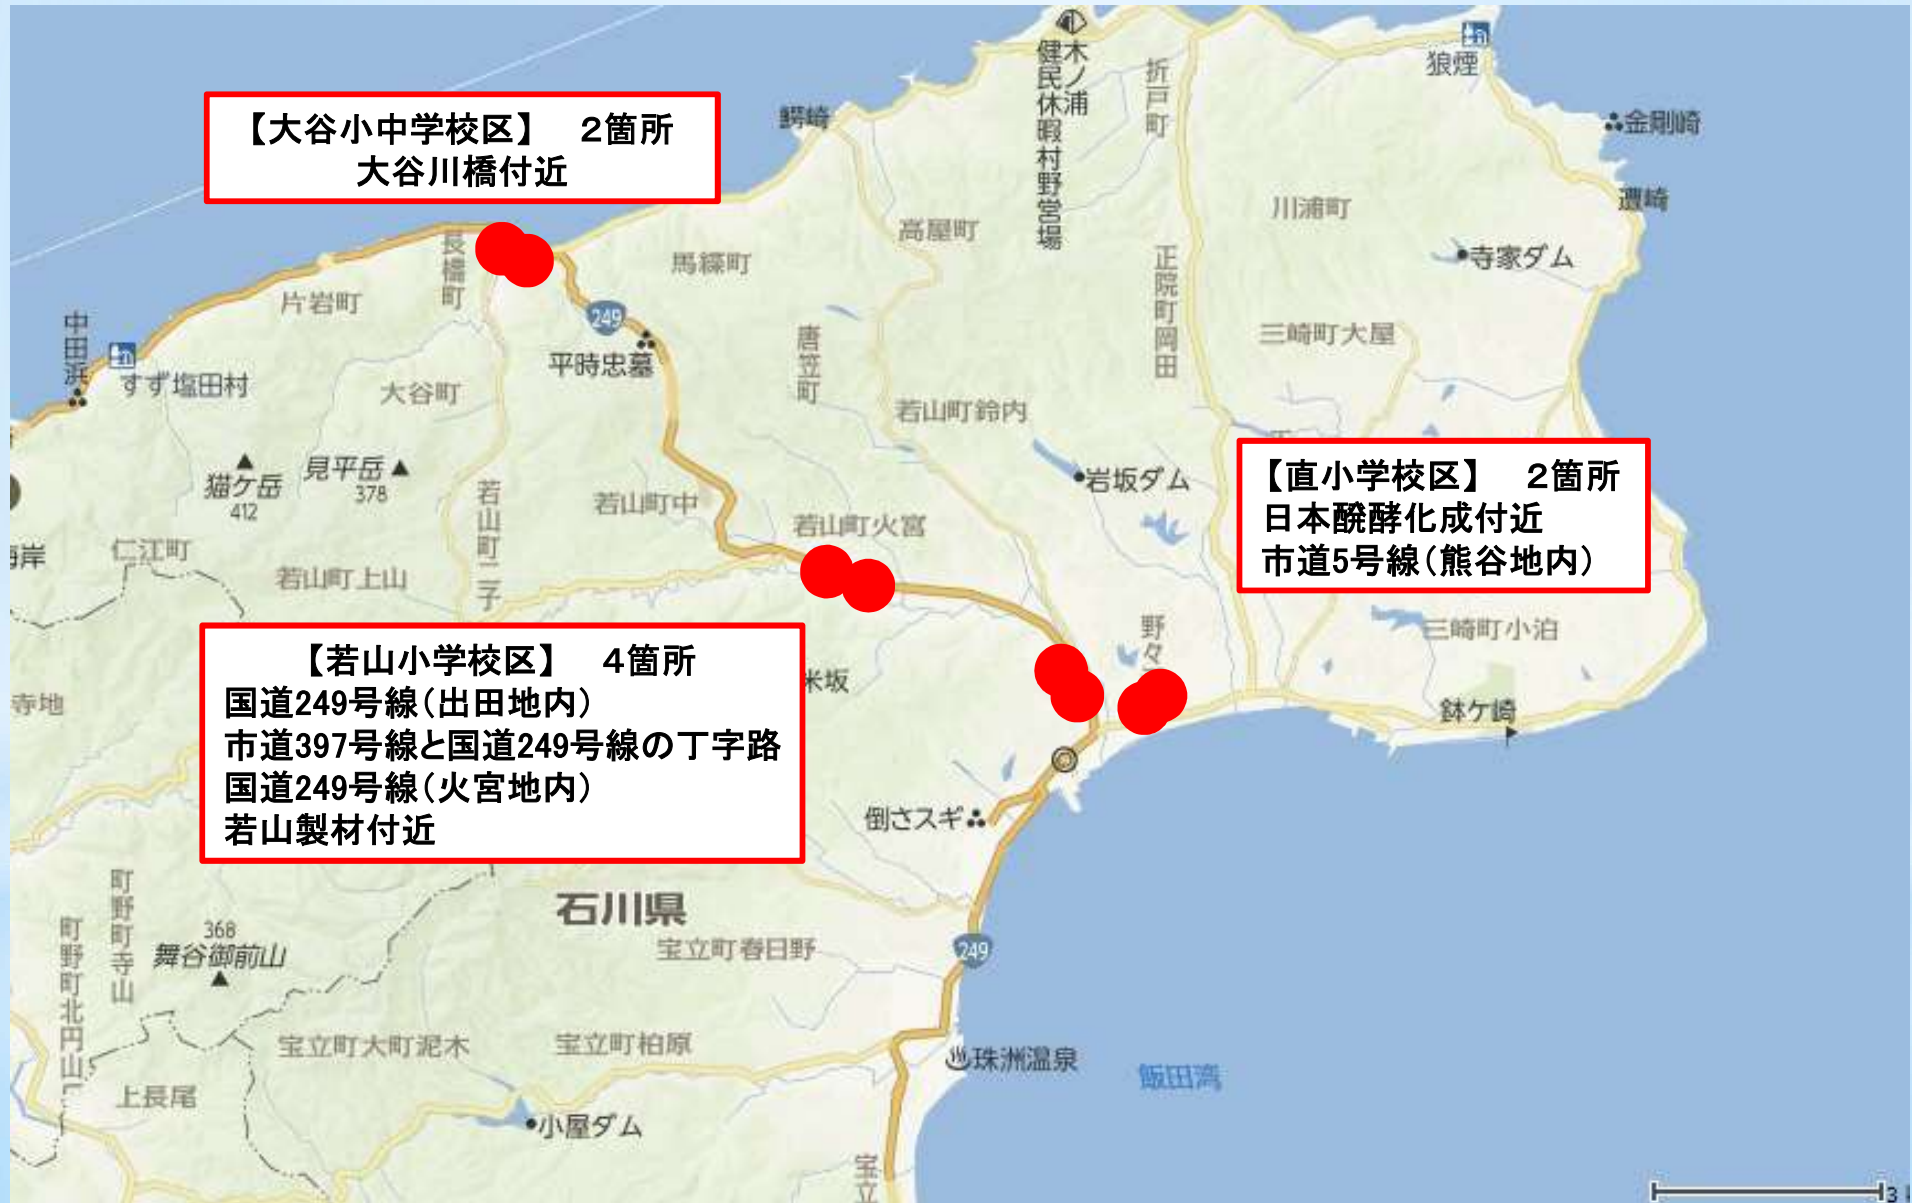 【大谷小中学校区】　2箇所
大谷川橋付近
【直小学校区】　2箇所
日本醗酵化成付近
市道5号線(熊谷地内)
【若山小学校区】　4箇所
国道249号線(出田地内)
市道397号線と国道249号線の丁字路
国道249号線(火宮地内)
若山製材付近
木ノ浦
健民休暇村野営場
折戸町
狼煙
金剛崎
鰐崎
遭崎
川浦町
寺家ダム
高屋町
馬緤町
長橋町
片岩町
正院町岡田
三崎町大屋
249
平時忠墓
唐笠町
中田浜
すず塩田村
大谷町
若山町鈴内
猫ケ岳
412
見平岳
378
若山町中
若山町二子
岩坂ダム
若山町火宮
仁江町
若山町上山
海岸
三崎町小泊
野々
米坂
寺地
鉢ケ崎
倒さスギ
石川県
町野町寺山
町野町北円山
368
舞谷御前山
宝立町春日野
249
宝立町大町泥木
宝立町柏原
珠洲温泉
飯田湾
上長尾
小屋ダム
宝立
3